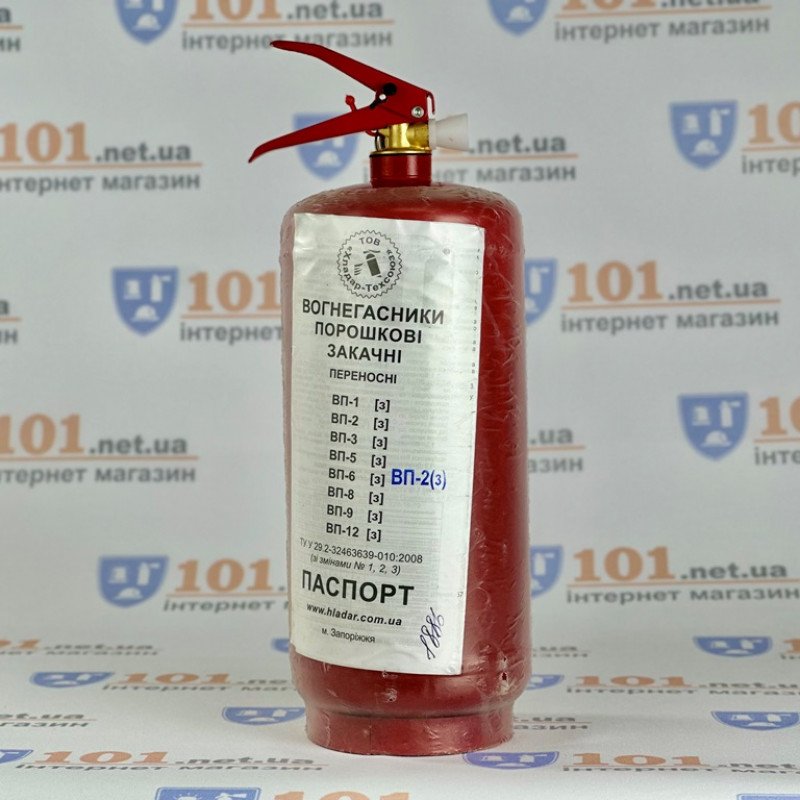 ТОВ
"Хладар-Техсоюз"
ВОГНЕГАСНИКИ
ПОРОШКОВІ
ЗАКАЧНІ
ПЕРЕНОСНІ
ВП-1 [з]
ВП-2 [з]
ВП-3 [з]
ВП-5 [з]
ВП-6 [з] ВП-2(з)
ВП-8 [з]
ВП-9 [з]
ВП-12 [з]
ТУ У 29.2-32463639-010:2008
(зі змінами № 1, 2, 3)
ПАСПОРТ
www.hladar.com.ua
м. Запоріжжя
1886
101.net.ua
інтернет магазин